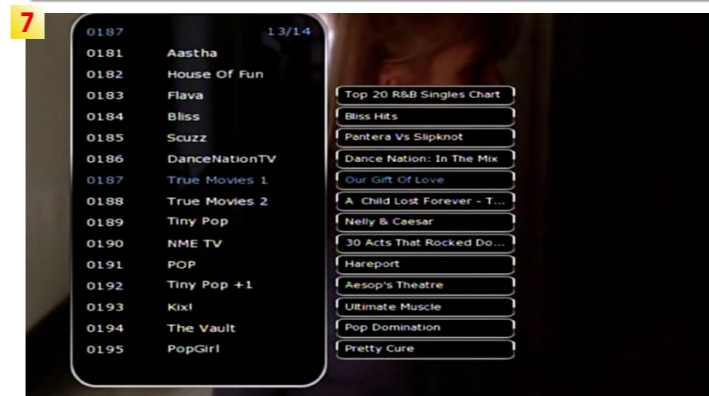 7
0187 13/14
0181 Aastha
0182 House Of Fun
0183 Flava Top 20 R&B Singles Chart
0184 Bliss Bliss Hits
0185 Scuzz Pantera Vs Slipknot
0186 DanceNationTV Dance Nation: In The Mix
0187 True Movies 1 Our Gift Of Love
0188 True Movies 2 A Child Lost Forever - T...
0189 Tiny Pop Nelly & Caesar
0190 NME TV 30 Acts That Rocked Do...
0191 POP Hareport
0192 Tiny Pop +1 Aesop's Theatre
0193 Kix! Ultimate Muscle
0194 The Vault Pop Domination
0195 PopGirl Pretty Cure